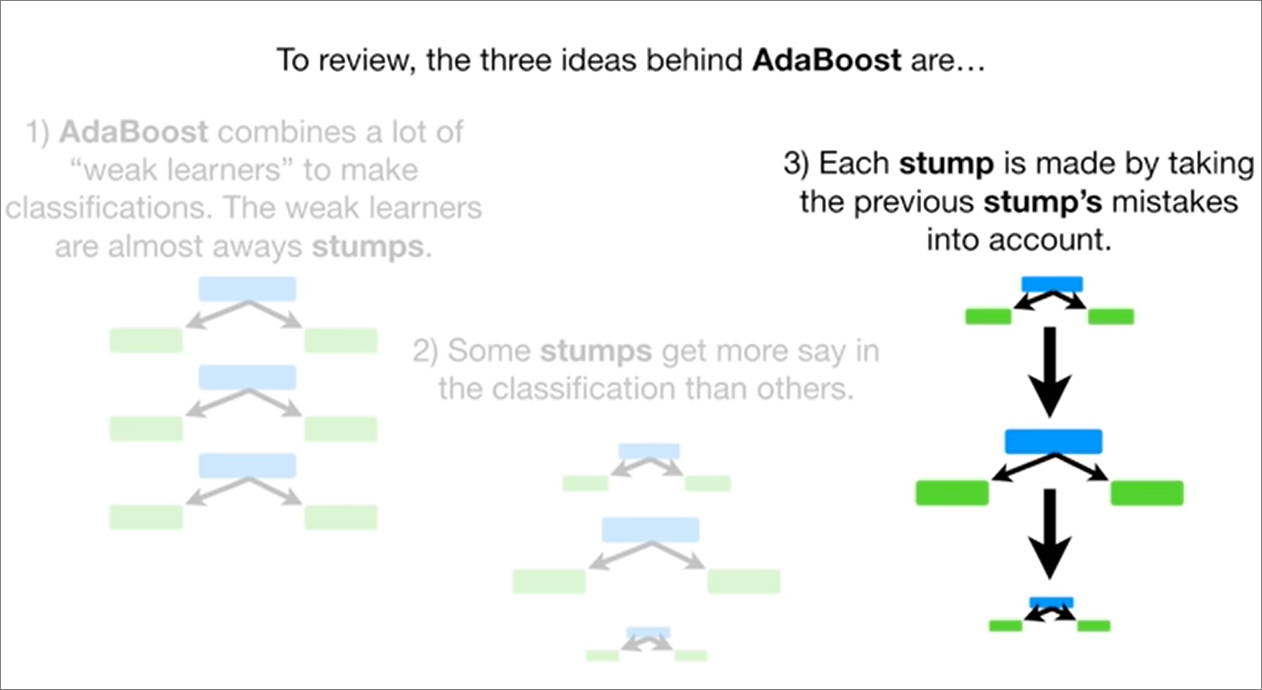 To review, the three ideas behind AdaBoost are…
1) AdaBoost combines a lot of
“weak learners” to make
classifications. The weak learners
are almost aways stumps.
2) Some stumps get more say in
the classification than others.
3) Each stump is made by taking
the previous stump’s mistakes
into account.